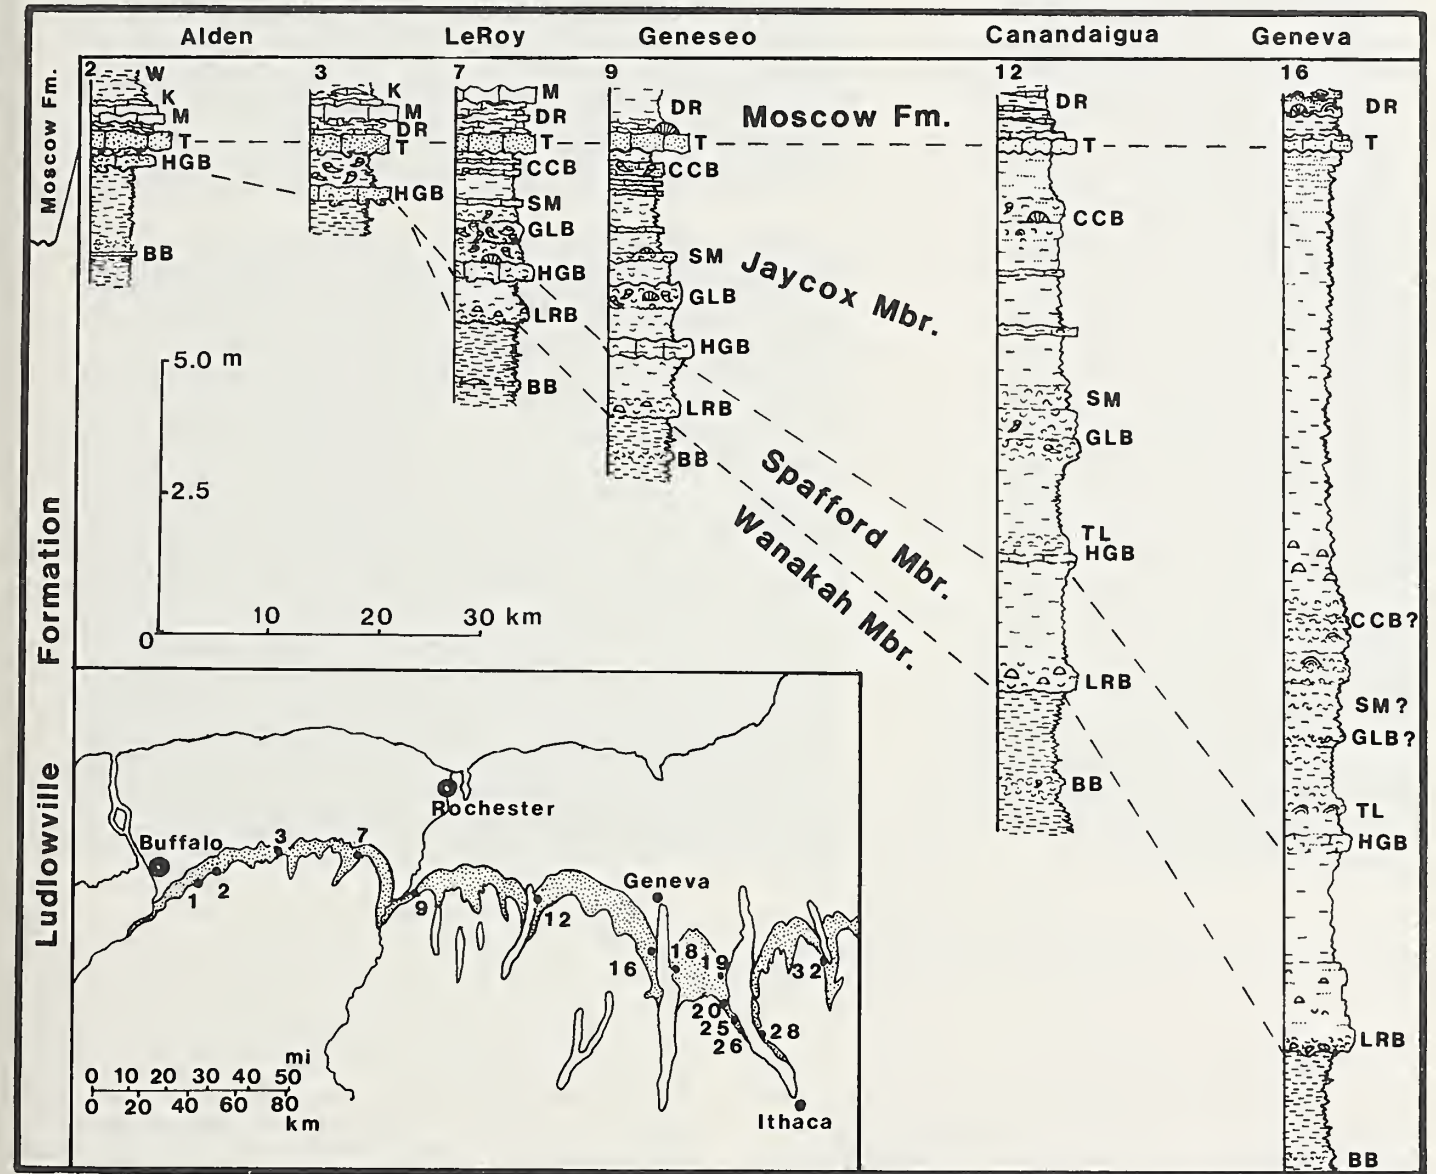 Alden LeRoy Geneseo Canandaigua Geneva
2 3 7 9 12 16
Moscow Fm.
W
K
M
T
HGB
BB
K
M
DR
T
HGB
M
DR
T
CCB
SM
GLB
HGB
LRB
BB
DR
T
CCB
SM
GLB
HGB
LRB
BB
Moscow Fm.
Jaycox Mbr.
Spafford Mbr.
Wanakah Mbr.
DR
T
CCB
SM
GLB
TL
HGB
LRB
BB
DR
T
CCB?
SM?
GLB?
TL
HGB
LRB
BB
5.0 m
2.5
0
10 20 30 km
Ludlowville Formation
Rochester
Buffalo
Geneva
Ithaca
1
2
3
7
9
12
16
18
19
20
25
26
28
32
mi
0 10 20 30 40 50
0 20 40 60 80
km